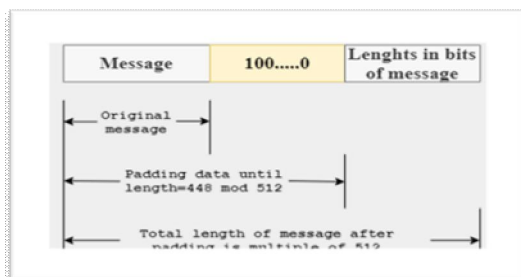 Message
100.....0
Lenghts in bits
of message
Original
message
Padding data until
length=448 mod 512
Total length of message after
padding is multiple of 512